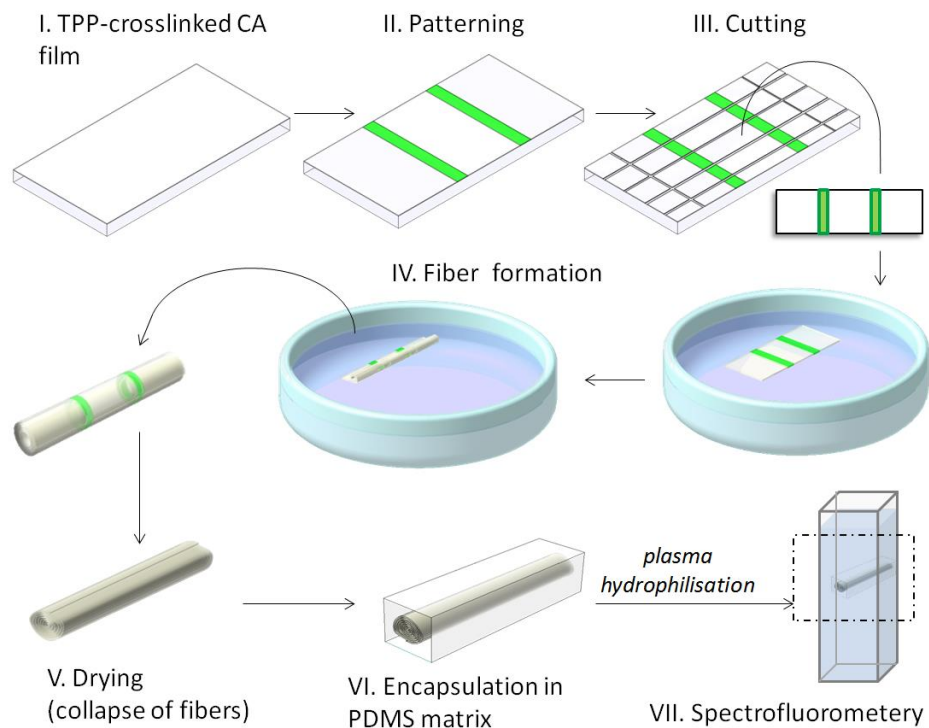 I. TPP-crosslinked CA
film
II. Patterning
III. Cutting
IV. Fiber formation
V. Drying
(collapse of fibers)
VI. Encapsulation in
PDMS matrix
plasma
hydrophilisation
VII. Spectrofluorometery